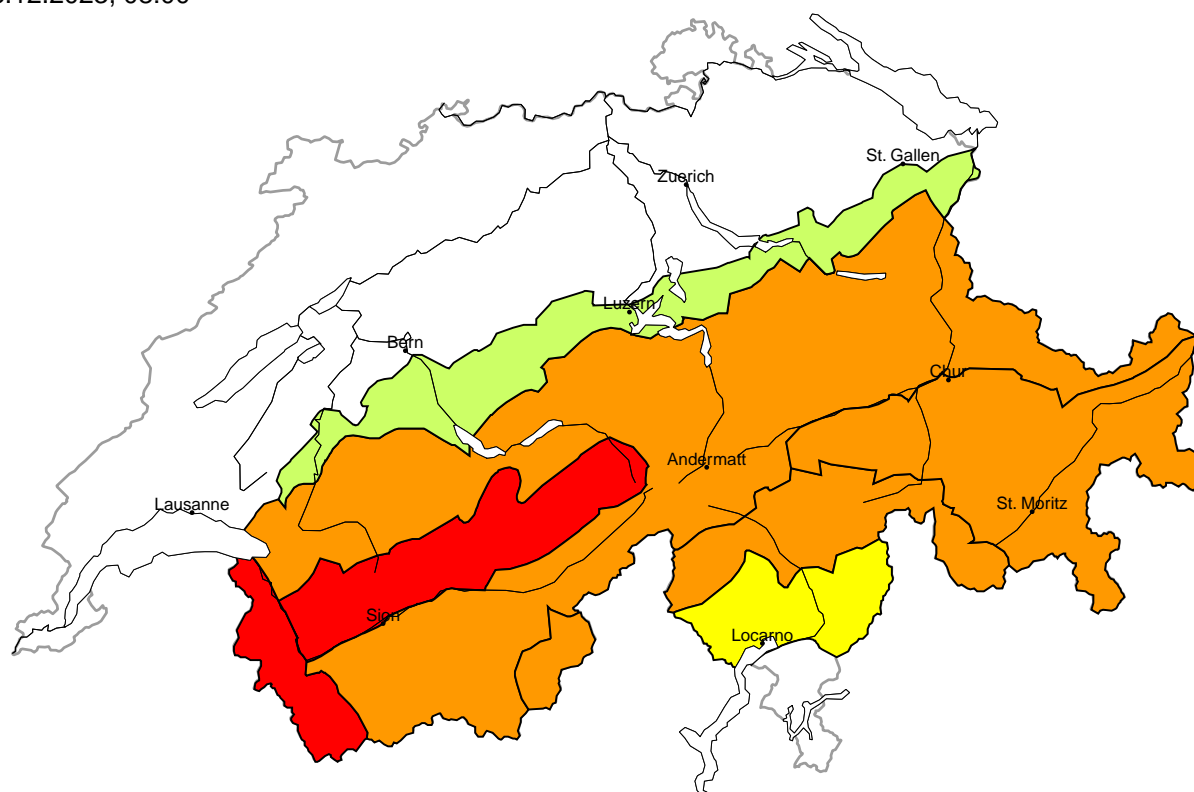 St. Gallen
Zuerich
Luzern
Bern
Chur
Andermatt
Lausanne
St. Moritz
Sion
Locarno